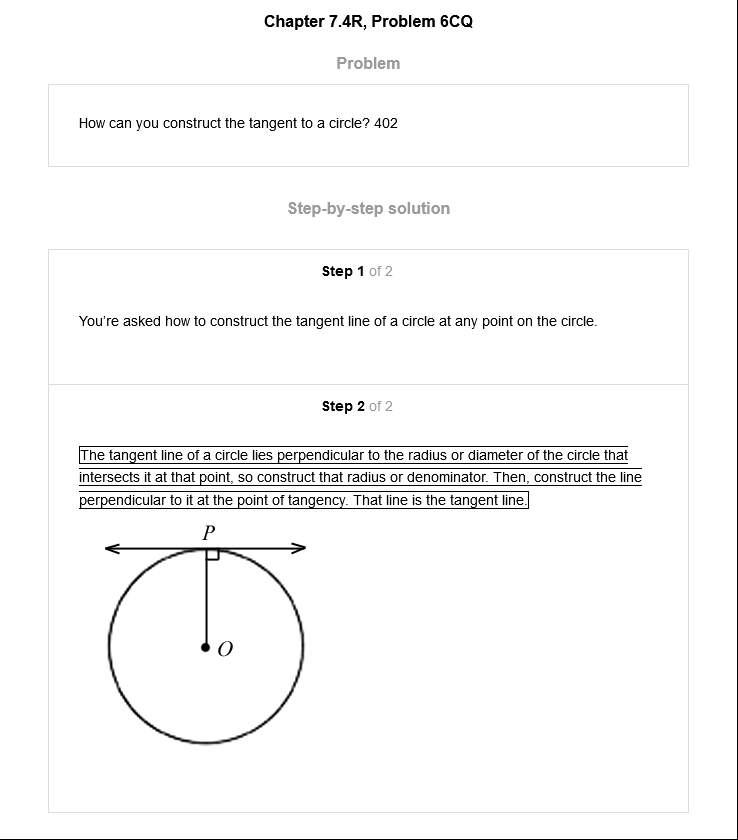 Chapter 7.4R, Problem 6CQ
Problem
How can you construct the tangent to a circle? 402
Step-by-step solution
Step 1 of 2
You’re asked how to construct the tangent line of a circle at any point on the circle.
Step 2 of 2
The tangent line of a circle lies perpendicular to the radius or diameter of the circle that
intersects it at that point, so construct that radius or denominator. Then, construct the line
perpendicular to it at the point of tangency. That line is the tangent line.
P
O